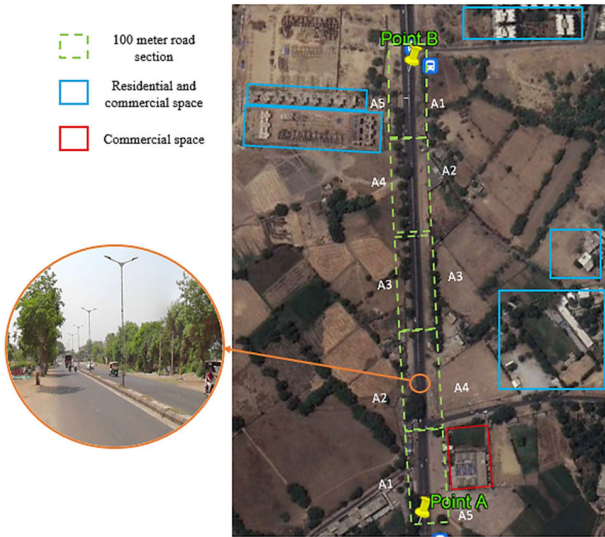 100 meter road
section
Residential and
commercial space
Commercial space
Point B
A5
A1
A4
A2
A3
A3
A2
A4
A1
Point A
A5